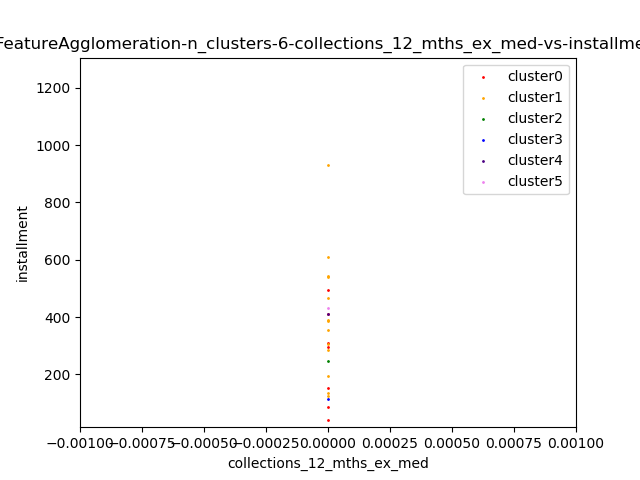 FeatureAgglomeration-n_clusters-6-collections_12_mths_ex_med-vs-installme
cluster0
cluster1
cluster2
cluster3
cluster4
cluster5
1200
1000
800
600
400
200
installment
−0.00100 −0.00075 −0.00050 −0.00025 0.00000 0.00025 0.00050 0.00075 0.00100
collections_12_mths_ex_med